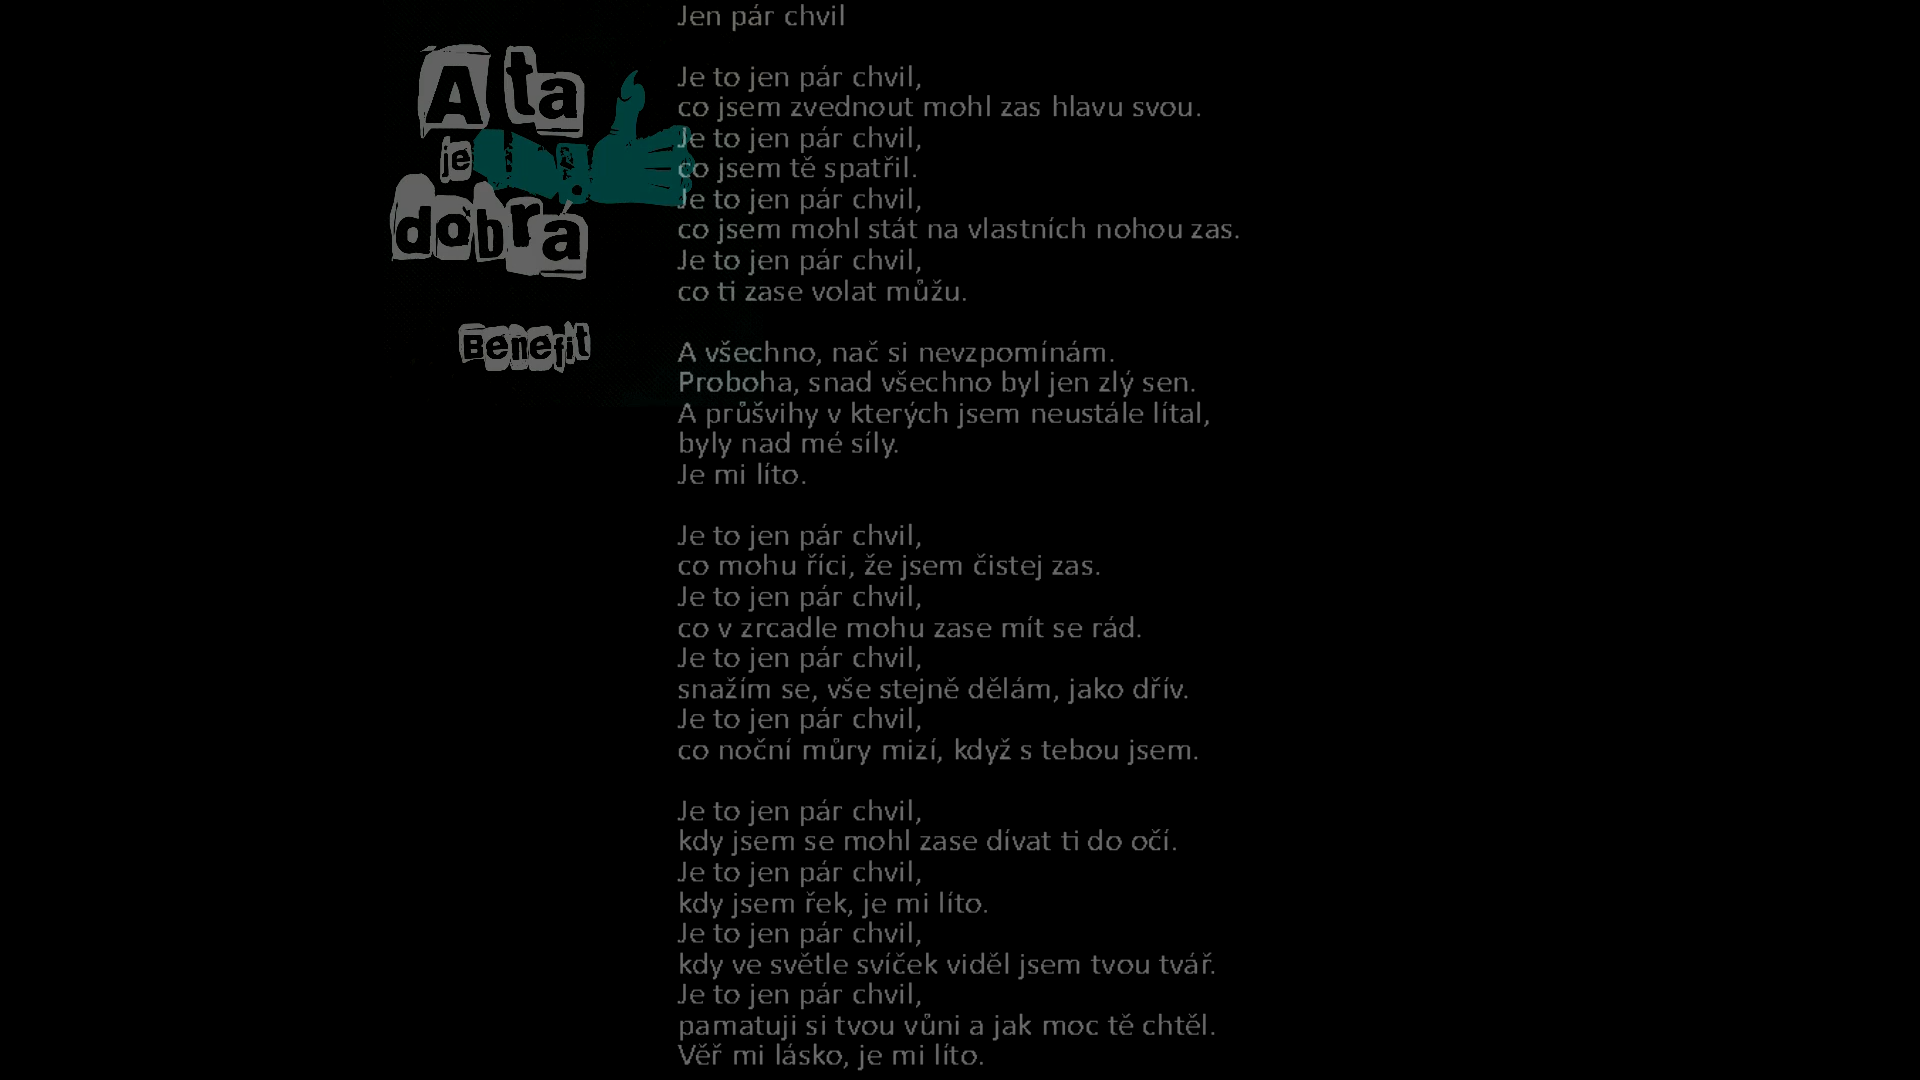 A ta
je
dobrá
Benefit
Jen pár chvil
Je to jen pár chvil,
co jsem zvednout mohl zas hlavu svou.
Je to jen pár chvil,
co jsem tě spatřil.
Je to jen pár chvil,
co jsem mohl stát na vlastních nohou zas.
Je to jen pár chvil,
co ti zase volat můžu.
A všechno, nač si nevzpomínám.
Proboha, snad všechno byl jen zlý sen.
A průšvihy v kterých jsem neustále lítal,
byly nad mé síly.
Je mi líto.
Je to jen pár chvil,
co mohu říci, že jsem čistej zas.
Je to jen pár chvil,
co v zrcadle mohu zase mít se rád.
Je to jen pár chvil,
snažím se, vše stejně dělám, jako dřív.
Je to jen pár chvil,
co noční můry mizí, když s tebou jsem.
Je to jen pár chvil,
kdy jsem se mohl zase dívat ti do očí.
Je to jen pár chvil,
kdy jsem řek, je mi líto.
Je to jen pár chvil,
kdy ve světle svíček viděl jsem tvou tvář.
Je to jen pár chvil,
pamatuji si tvou vůni a jak moc tě chtěl.
Věř mi lásko, je mi líto.